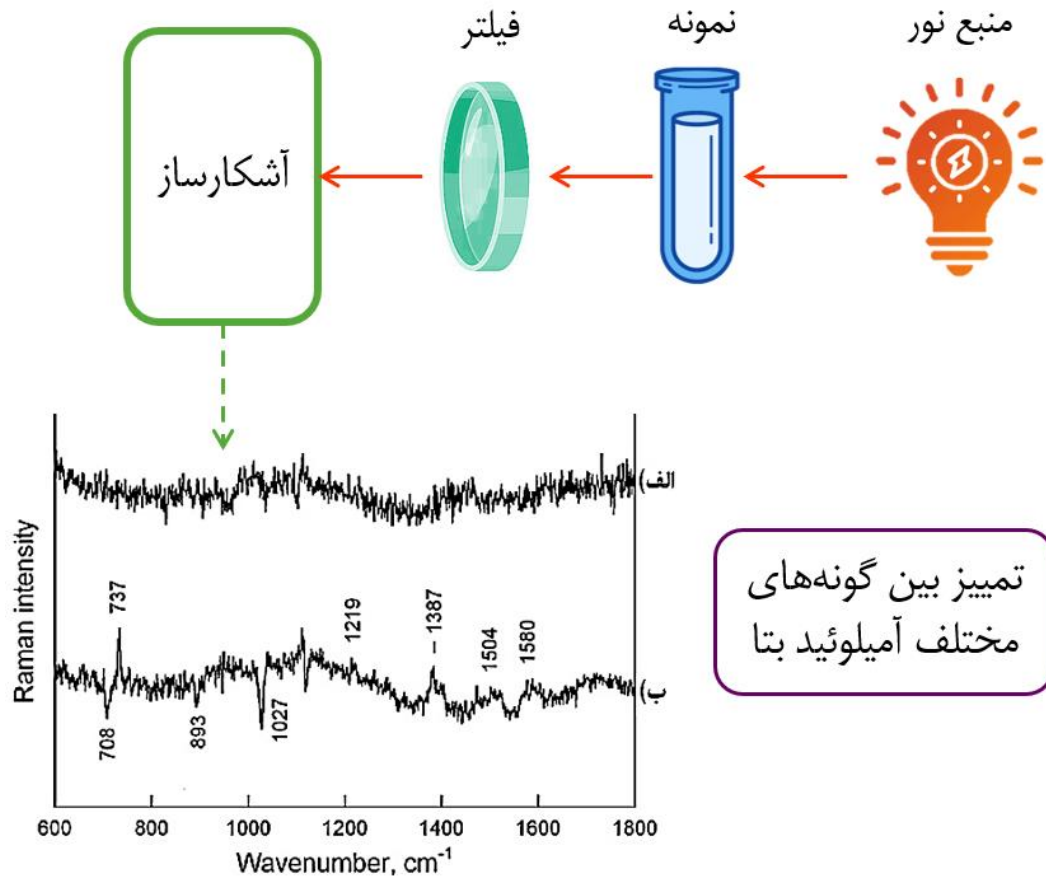 منبع نور
نمونه
فیلتر
آشکارساز
الف)
ب)
737
1219
1387
1504
1580
708
893
1027
Raman intensity
600 800 1000 1200 1400 1600 1800
Wavenumber, cm⁻¹
تمییز بین گونه‌های
مختلف آمیلوئید بتا